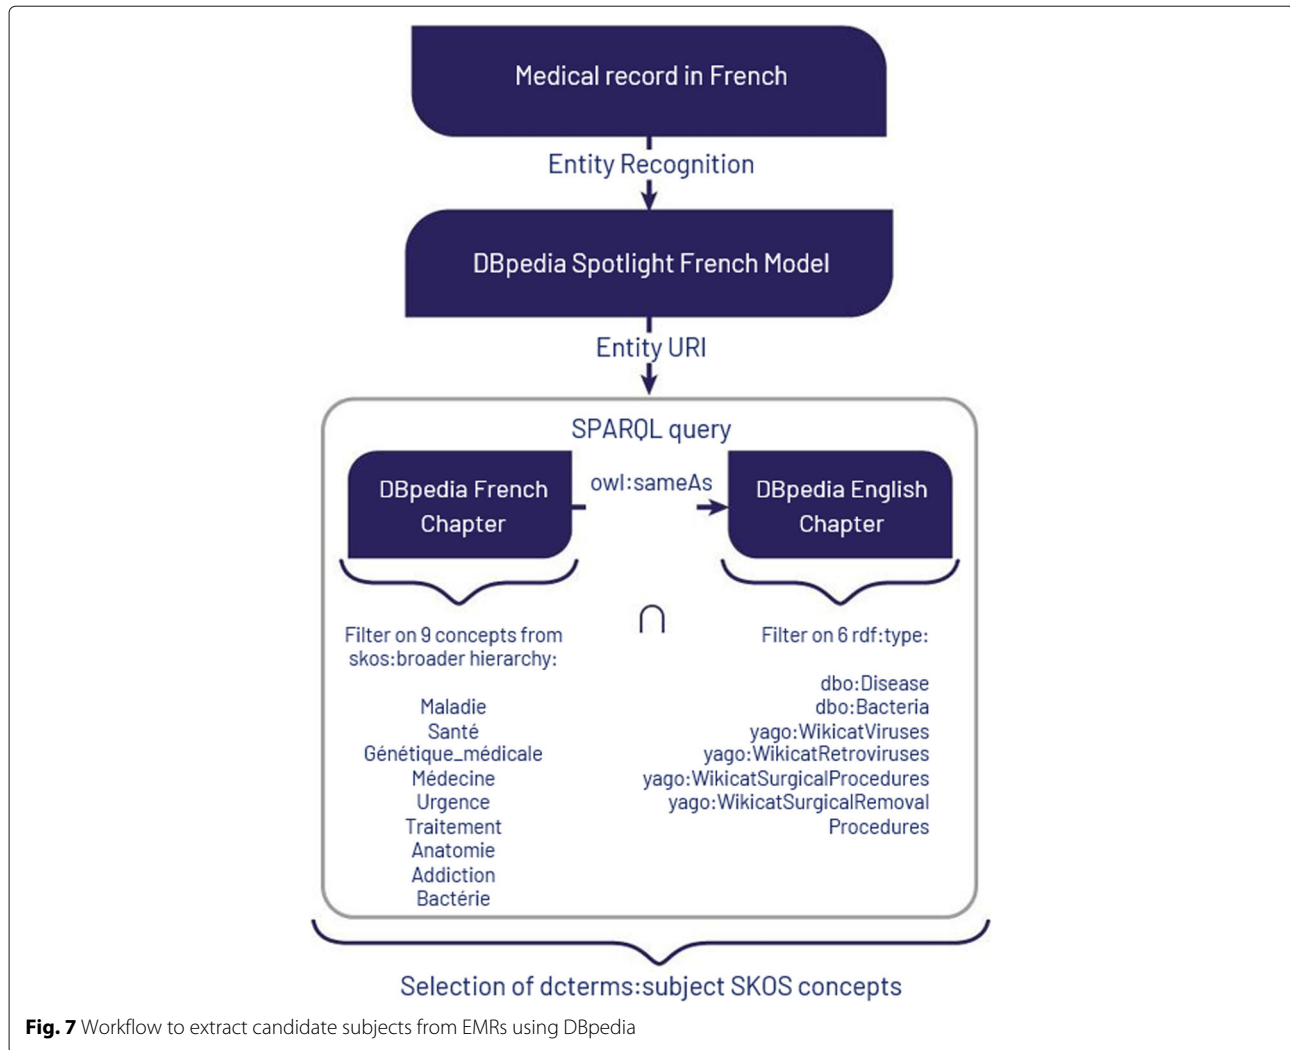 Medical record in French
Entity Recognition
DBpedia Spotlight French Model
Entity URI
SPARQL query
DBpedia French
Chapter
owl:sameAs
DBpedia English
Chapter
∩
Filter on 9 concepts from
skos:broader hierarchy:
Maladie
Santé
Génétique_médicale
Médecine
Urgence
Traitement
Anatomie
Addiction
Bactérie
Filter on 6 rdf:type:
dbo:Disease
dbo:Bacteria
yago:WikicatViruses
yago:WikicatRetroviruses
yago:WikicatSurgicalProcedures
yago:WikicatSurgicalRemoval
Procedures
Selection of dcterms:subject SKOS concepts
Fig. 7 Workflow to extract candidate subjects from EMRs using DBpedia